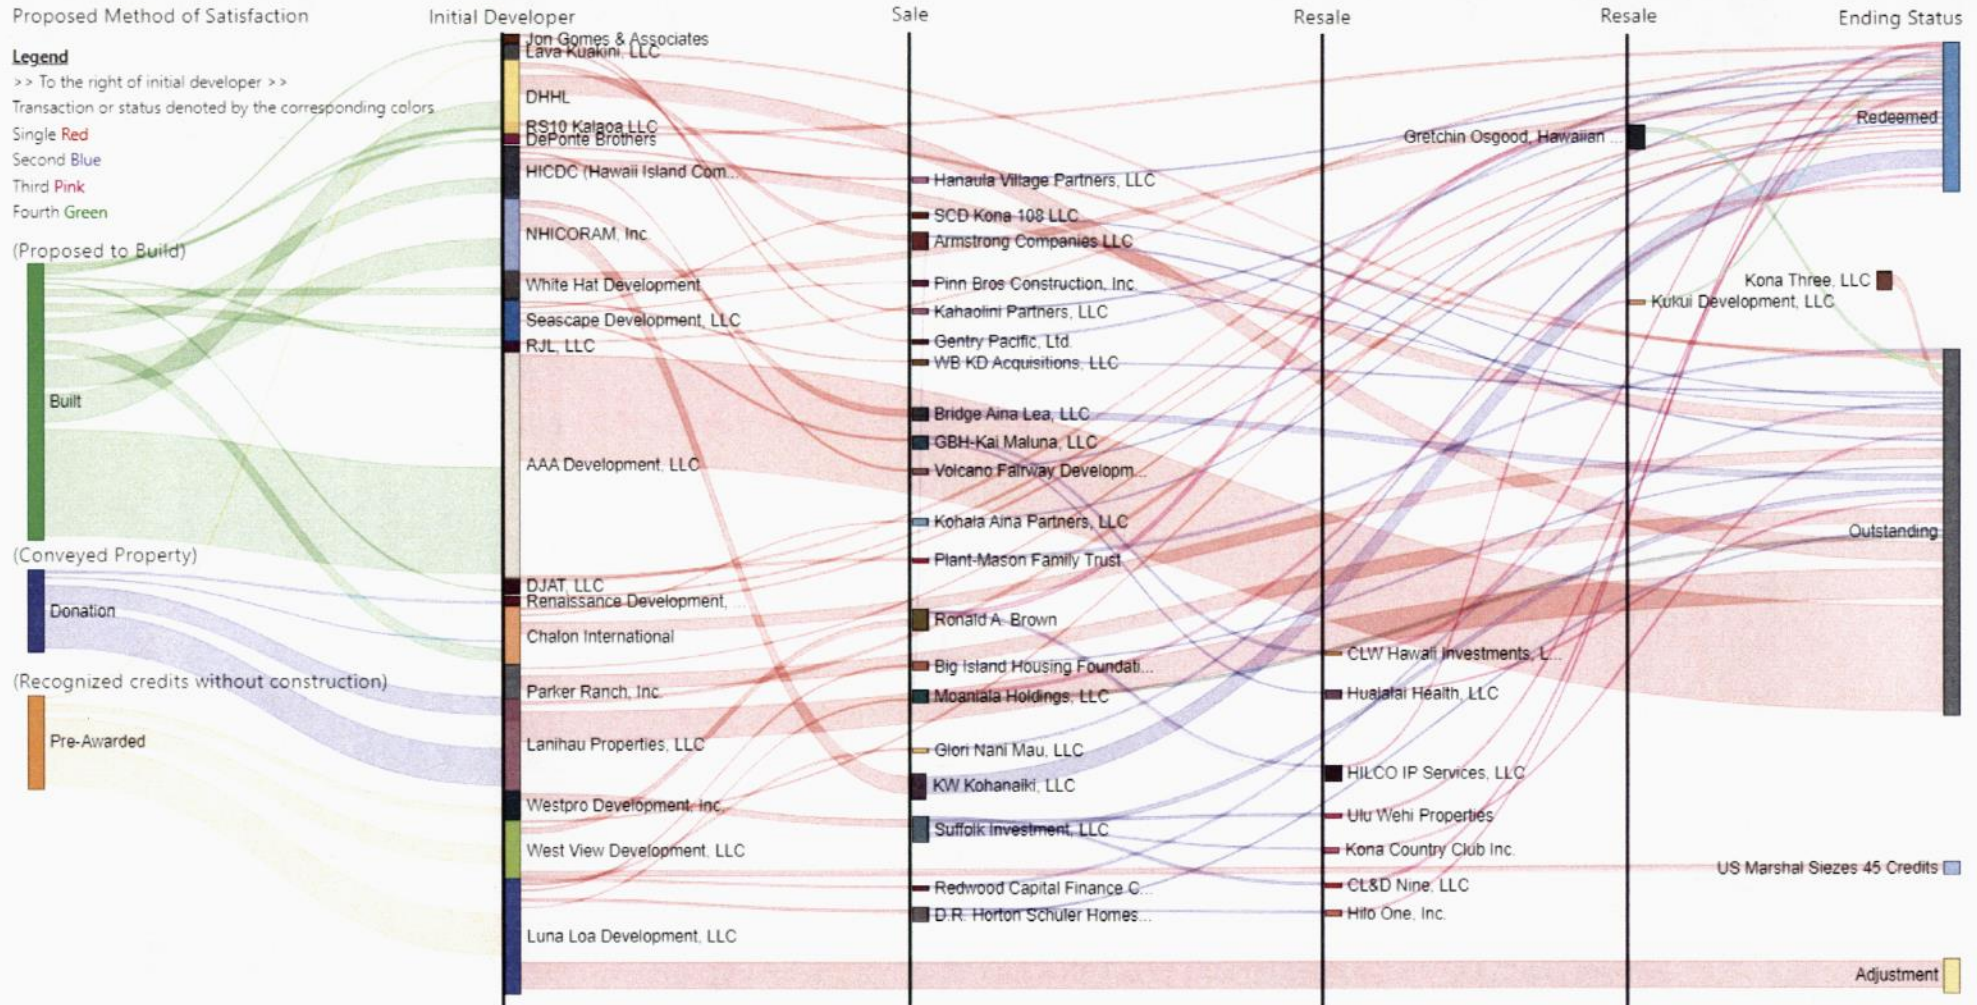 Proposed Method of Satisfaction
Initial Developer
Sale
Resale
Resale
Ending Status
Legend
>> To the right of initial developer >>
Transaction or status denoted by the corresponding colors
Single Red
Second Blue
Third Pink
Fourth Green
(Proposed to Build)
Built
(Conveyed Property)
Donation
(Recognized credits without construction)
Pre-Awarded
Jon Gomes & Associates
Lava Kuakini, LLC
DHHL
RS10 Kalaoa LLC
DePonte Brothers
HICDC (Hawaii Island Com...
NHICORAM, Inc.
White Hat Development
Seascape Development, LLC
RJL, LLC
AAA Development, LLC
DJAT, LLC
Renaissance Development, ...
Chalon International
Parker Ranch, Inc.
Lanihau Properties, LLC
Westpro Development, Inc.
West View Development, LLC
Luna Loa Development, LLC
Hanaula Village Partners, LLC
SCD Kona 108 LLC
Armstrong Companies LLC
Pinn Bros Construction, Inc.
Kahaolini Partners, LLC
Gentry Pacific, Ltd.
WB KD Acquisitions, LLC
Bridge Aina Lea, LLC
GBH-Kai Maluna, LLC
Volcano Fairway Developm...
Kohala Aina Partners, LLC
Plant-Mason Family Trust
Ronald A. Brown
Big Island Housing Foundati...
Moaniala Holdings, LLC
Glori Nani Mau, LLC
KW Kohanaiki, LLC
Suffolk Investment, LLC
Redwood Capital Finance C...
D.R. Horton Schuler Homes...
CLW Hawaii Investments, L...
Hualalai Health, LLC
HILCO IP Services, LLC
Ulu Wehi Properties
Kona Country Club Inc.
CL&D Nine, LLC
Hilo One, Inc.
Gretchin Osgood, Hawaiian ...
Kukui Development, LLC
Redeemed
Kona Three, LLC
Outstanding
US Marshal Siezes 45 Credits
Adjustment